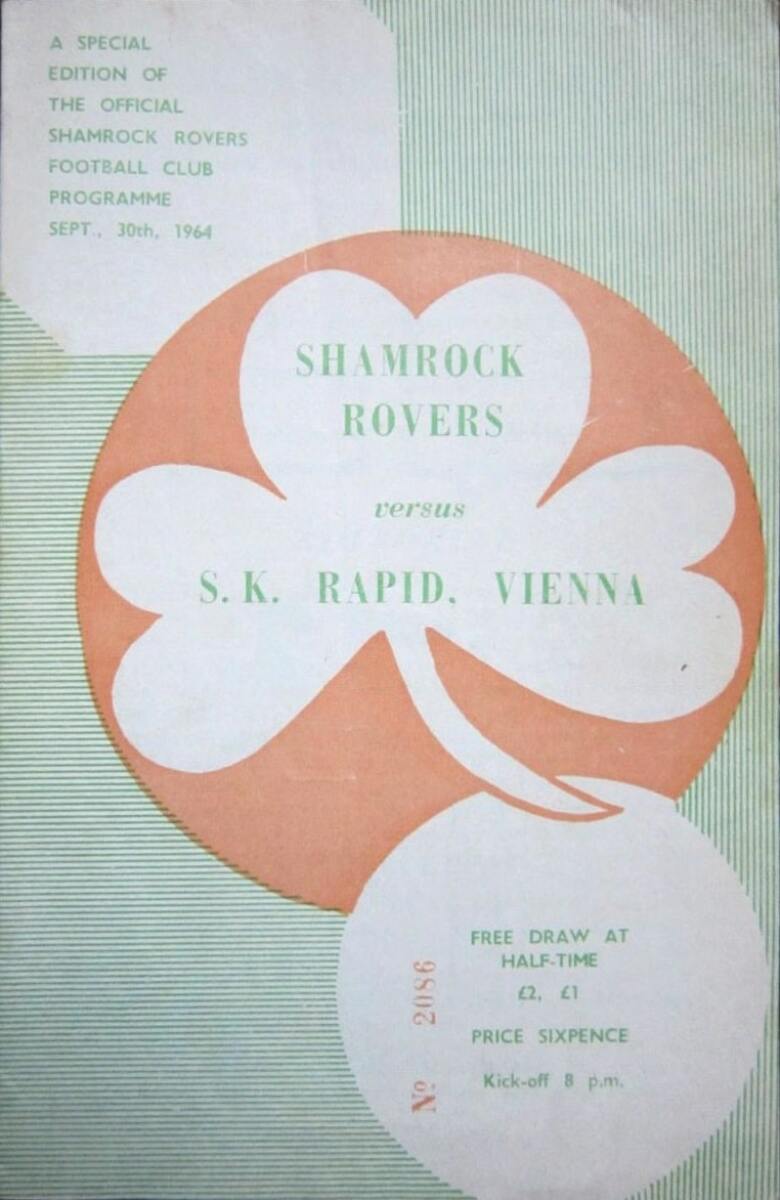 A SPECIAL
EDITION OF
THE OFFICIAL
SHAMROCK ROVERS
FOOTBALL CLUB
PROGRAMME
SEPT., 30th, 1964
SHAMROCK
ROVERS
versus
S. K. RAPID. VIENNA
FREE DRAW AT
HALF-TIME
£2, £1
PRICE SIXPENCE
Kick-off 8 p.m.
Nº 2086